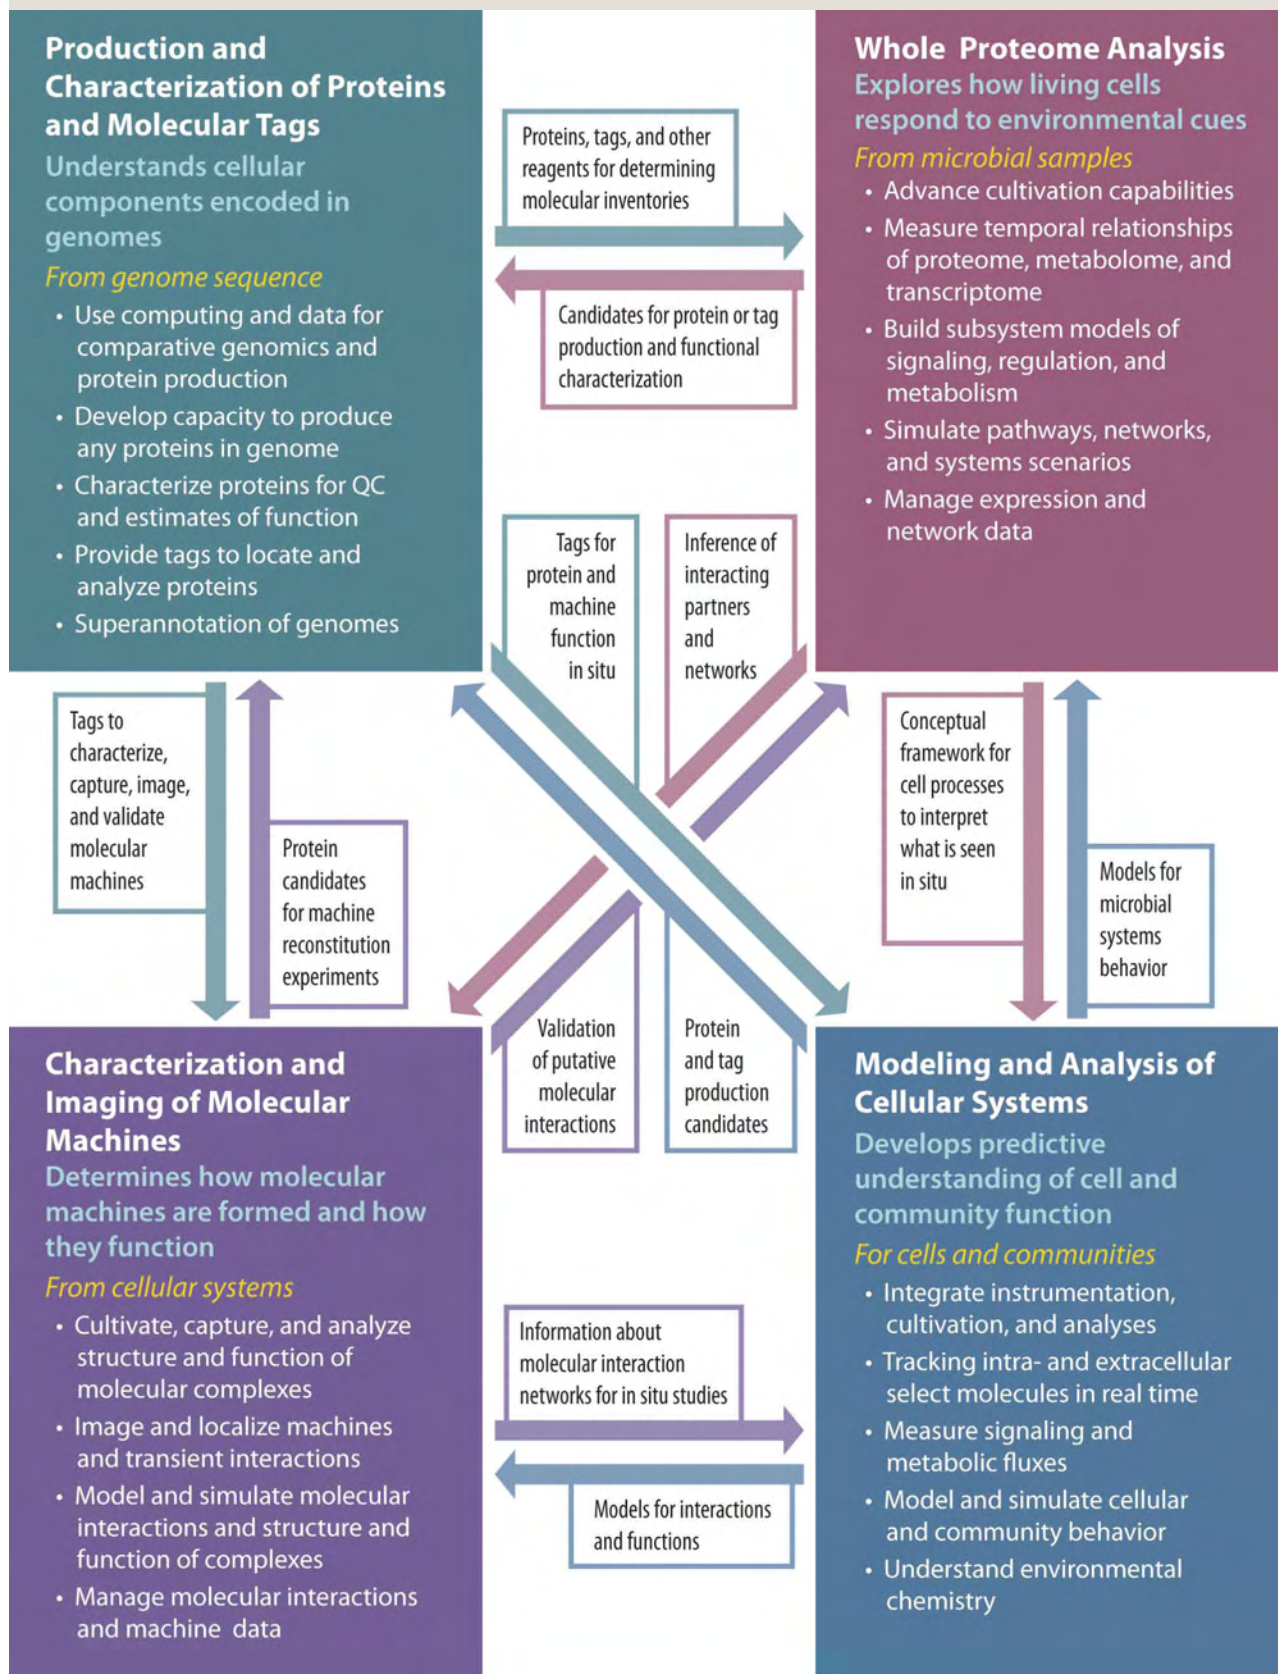 Production and
Characterization of Proteins
and Molecular Tags
Understands cellular
components encoded in
genomes
From genome sequence
• Use computing and data for
comparative genomics and
protein production
• Develop capacity to produce
any proteins in genome
• Characterize proteins for QC
and estimates of function
• Provide tags to locate and
analyze proteins
• Superannotation of genomes
Proteins, tags, and other
reagents for determining
molecular inventories
Candidates for protein or tag
production and functional
characterization
Whole Proteome Analysis
Explores how living cells
respond to environmental cues
From microbial samples
• Advance cultivation capabilities
• Measure temporal relationships
of proteome, metabolome, and
transcriptome
• Build subsystem models of
signaling, regulation, and
metabolism
• Simulate pathways, networks,
and systems scenarios
• Manage expression and
network data
Tags for
protein and
machine
function
in situ
Inference of
interacting
partners
and
networks
Tags to
characterize,
capture, image,
and validate
molecular
machines
Protein
candidates
for machine
reconstitution
experiments
Conceptual
framework for
cell processes
to interpret
what is seen
in situ
Models for
microbial
systems
behavior
Validation
of putative
molecular
interactions
Protein
and tag
production
candidates
Characterization and
Imaging of Molecular
Machines
Determines how molecular
machines are formed and how
they function
From cellular systems
• Cultivate, capture, and analyze
structure and function of
molecular complexes
• Image and localize machines
and transient interactions
• Model and simulate molecular
interactions and structure and
function of complexes
• Manage molecular interactions
and machine data
Information about
molecular interaction
networks for in situ studies
Models for interactions
and functions
Modeling and Analysis of
Cellular Systems
Develops predictive
understanding of cell and
community function
For cells and communities
• Integrate instrumentation,
cultivation, and analyses
• Tracking intra- and extracellular
select molecules in real time
• Measure signaling and
metabolic fluxes
• Model and simulate cellular
and community behavior
• Understand environmental
chemistry